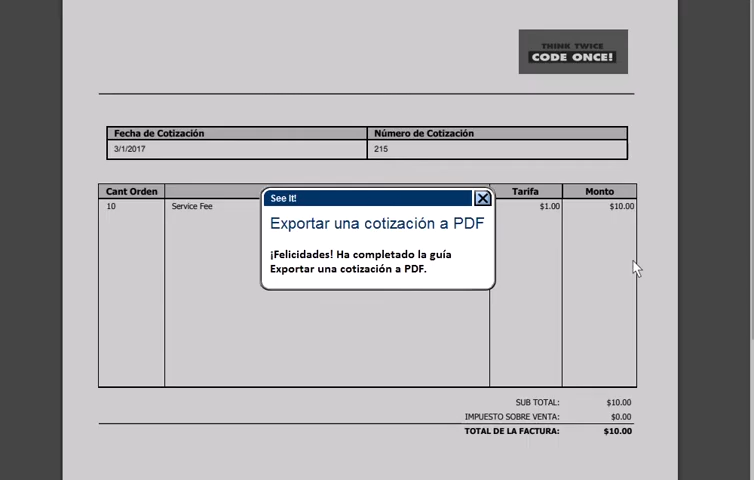 THINK TWICE
CODE ONCE!
Fecha de Cotización Número de Cotización
3/1/2017 215
Cant Orden Tarifa Monto
10 Service Fee $1.00 $10.00
See It!
Exportar una cotización a PDF
¡Felicidades! Ha completado la guía
Exportar una cotización a PDF.
SUB TOTAL: $10.00
IMPUESTO SOBRE VENTA: $0.00
TOTAL DE LA FACTURA: $10.00